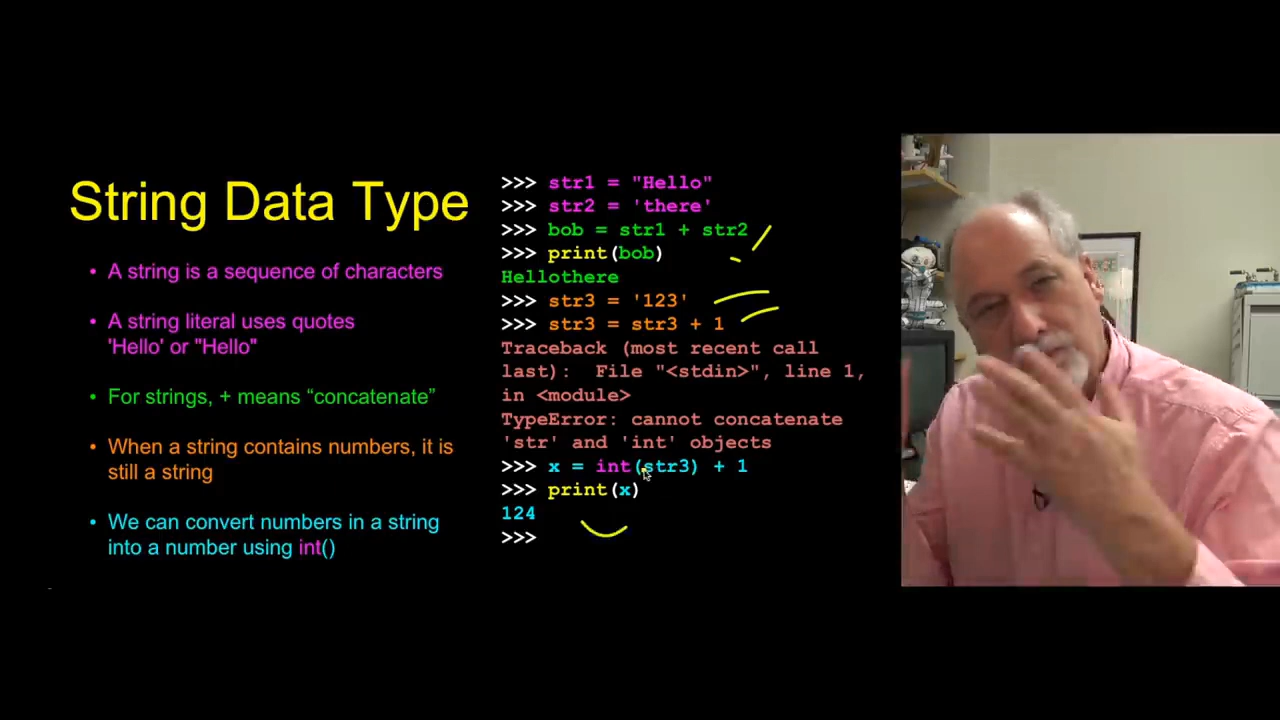 String Data Type
• A string is a sequence of characters
• A string literal uses quotes
'Hello' or "Hello"
• For strings, + means “concatenate”
• When a string contains numbers, it is
still a string
• We can convert numbers in a string
into a number using int()
>>> str1 = "Hello"
>>> str2 = 'there'
>>> bob = str1 + str2
>>> print(bob)
Hellothere
>>> str3 = '123'
>>> str3 = str3 + 1
Traceback (most recent call
last):  File "<stdin>", line 1,
in <module>
TypeError: cannot concatenate
'str' and 'int' objects
>>> x = int(str3) + 1
>>> print(x)
124
>>>